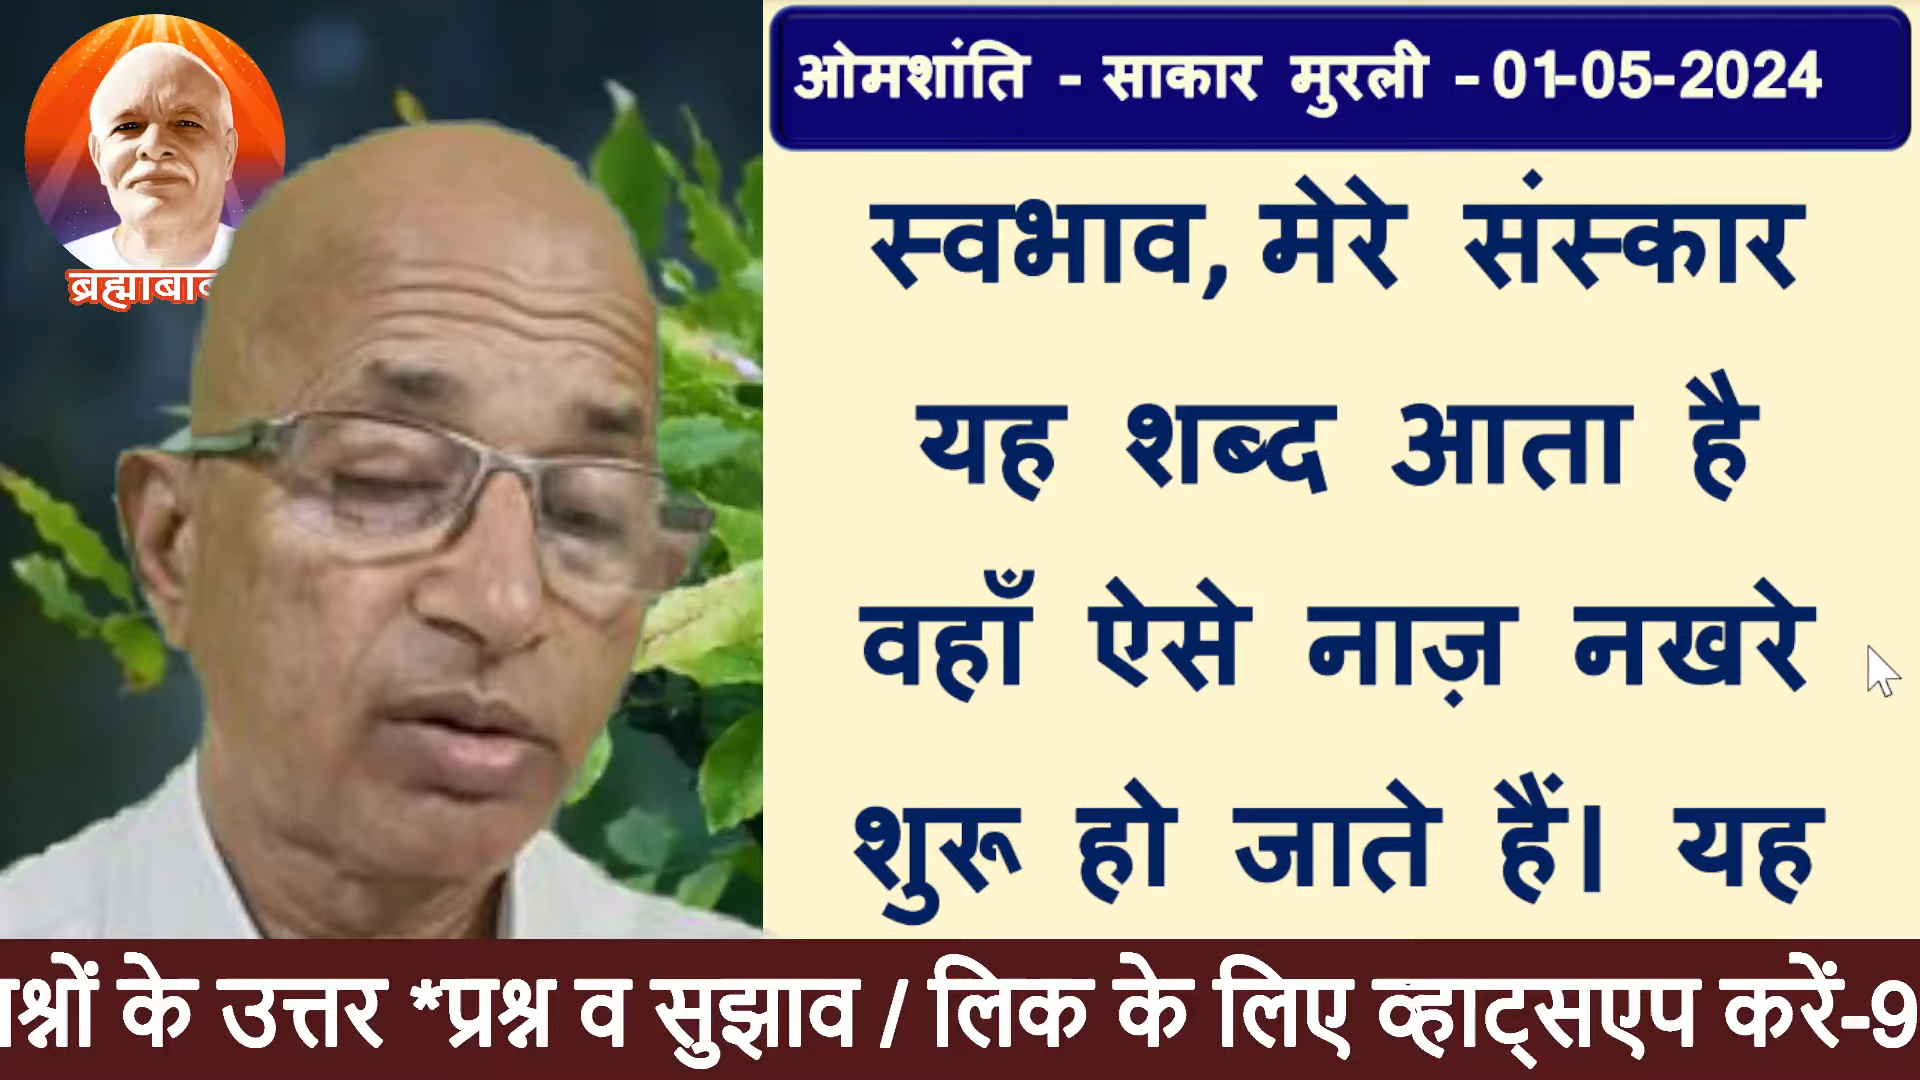 ओमशांति - साकार मुरली - 01-05-2024
ब्रह्माबाब
स्वभाव, मेरे संस्कार
यह शब्द आता है
वहाँ ऐसे नाज़ नखरे
शुरू हो जाते हैं। यह
श्नों के उत्तर *प्रश्न व सुझाव / लिंक के लिए व्हाट्सएप करें-9